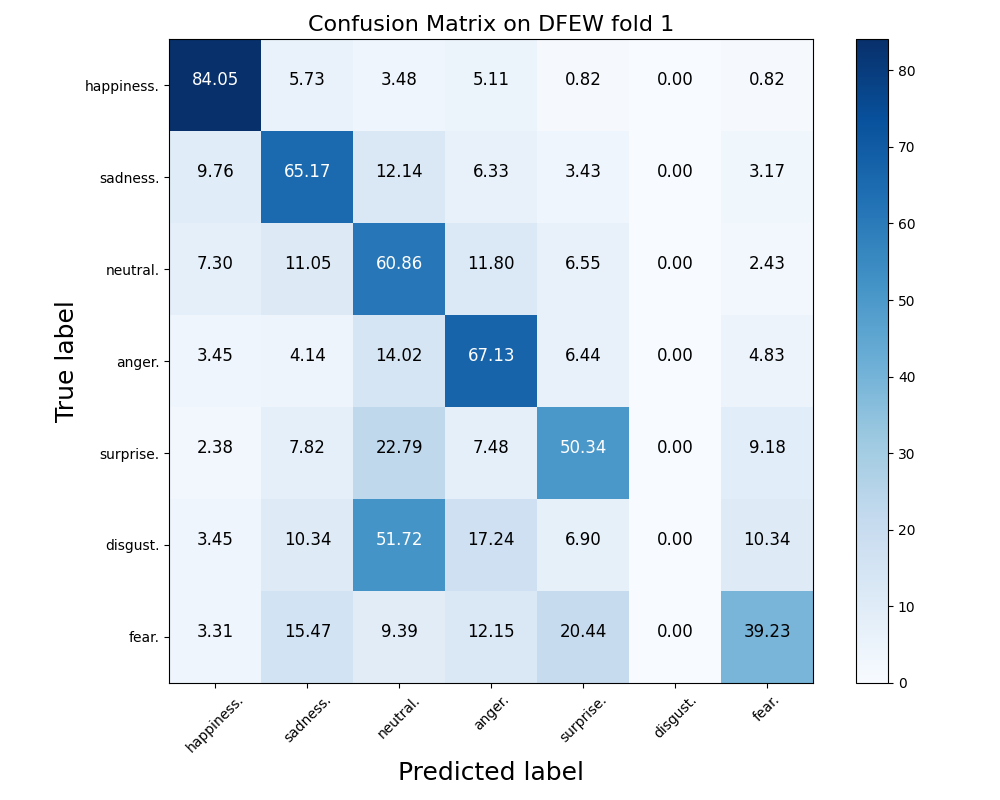 Confusion Matrix on DFEW fold 1
happiness. 84.05 5.73 3.48 5.11 0.82 0.00 0.82
sadness. 9.76 65.17 12.14 6.33 3.43 0.00 3.17
neutral. 7.30 11.05 60.86 11.80 6.55 0.00 2.43
anger. 3.45 4.14 14.02 67.13 6.44 0.00 4.83
surprise. 2.38 7.82 22.79 7.48 50.34 0.00 9.18
disgust. 3.45 10.34 51.72 17.24 6.90 0.00 10.34
fear. 3.31 15.47 9.39 12.15 20.44 0.00 39.23
happiness. sadness. neutral. anger. surprise. disgust. fear.
Predicted label
True label
80
70
60
50
40
30
20
10
0